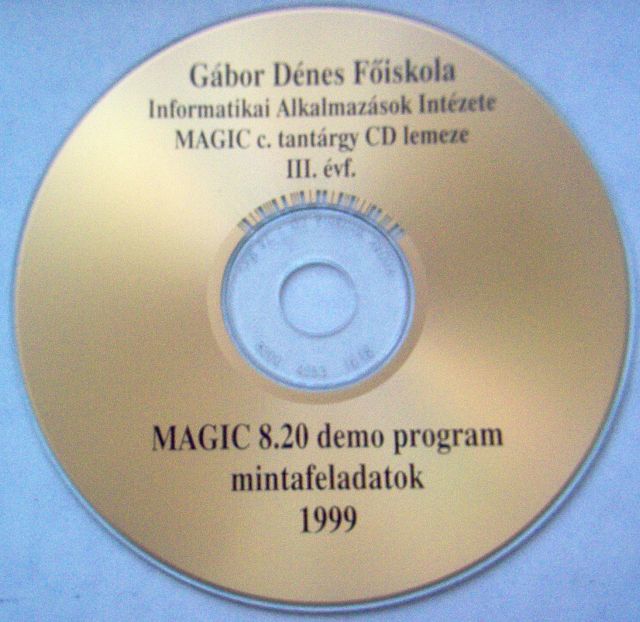 Gábor Dénes Főiskola
Informatikai Alkalmazások Intézete
MAGIC c. tantárgy CD lemeze
III. évf.
MAGIC 8.20 demo program
mintafeladatok
1999